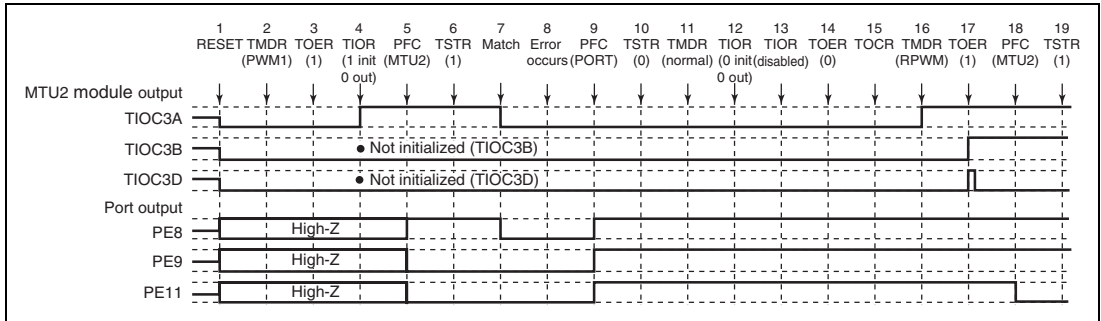 1 2 3 4 5 6 7 8 9 10 11 12 13 14 15 16 17 18 19
RESET TMDR TOER TIOR PFC TSTR Match Error PFC TSTR TMDR TIOR TIOR TOER TOCR TMDR TOER PFC TSTR
(PWM1) (1) (1 init (MTU2) (1) occurs (PORT) (0) (normal) (0 init (disabled) (0) (RPWM) (1) (MTU2) (1)
0 out) 0 out)
MTU2 module output
TIOC3A
TIOC3B • Not initialized (TIOC3B)
TIOC3D • Not initialized (TIOC3D)
Port output
PE8 High-Z
PE9 High-Z
PE11 High-Z